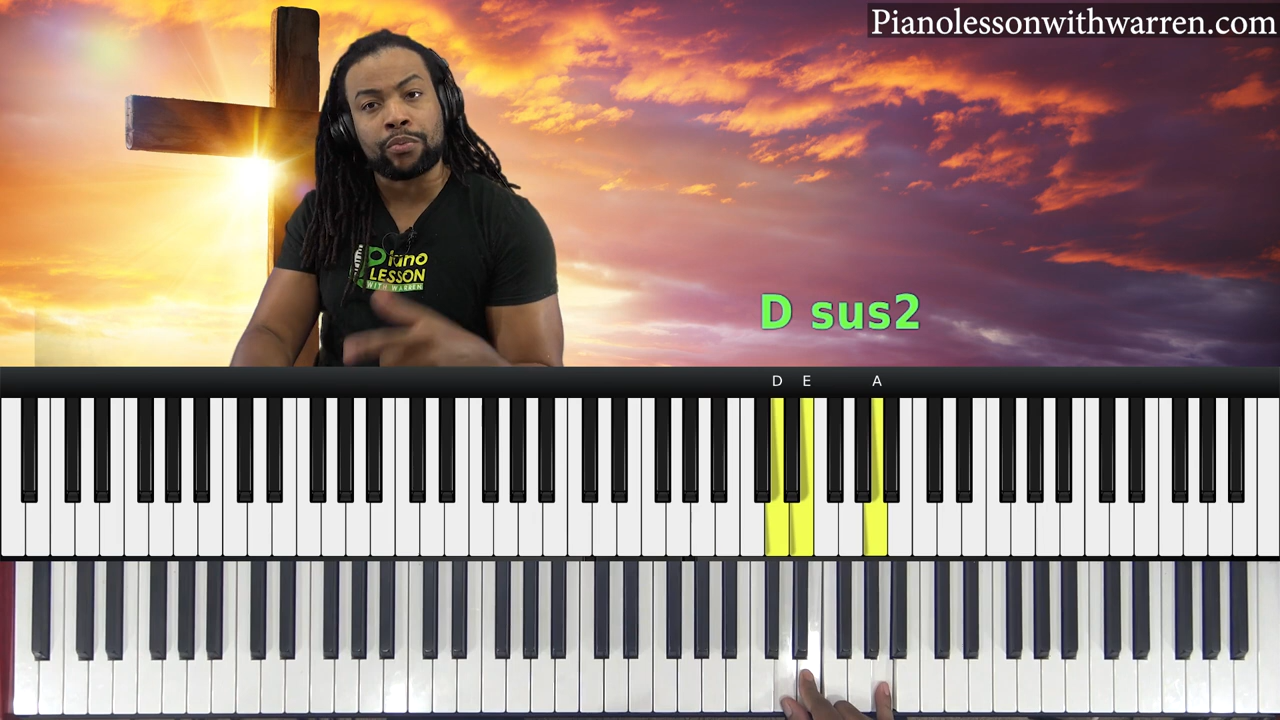 Pianolessonwithwarren.com
Piano
LESSON
WITH WARREN
D sus2
D E A